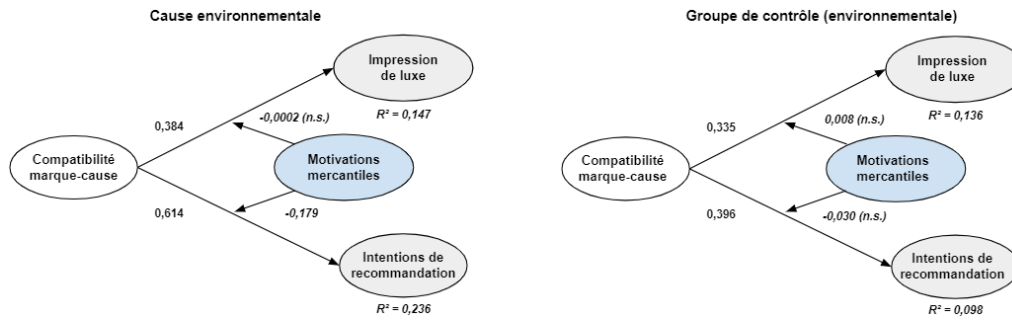 Cause environnementale
Impression
de luxe
R² = 0,147
-0,0002 (n.s.)
0,384
Compatibilité
marque-cause
Motivations
mercantiles
0,614
-0,179
Intentions de
recommandation
R² = 0,236
Groupe de contrôle (environementale)
Impression
de luxe
R² = 0,136
0,008 (n.s.)
0,335
Compatibilité
marque-cause
Motivations
mercantiles
0,396
-0,030 (n.s.)
Intentions de
recommandation
R² = 0,098